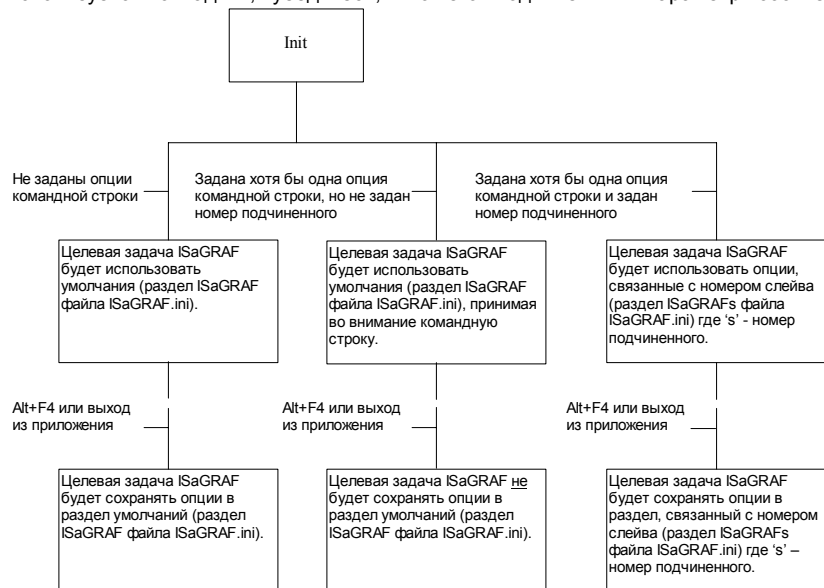 Init
Не заданы опции
командной строки
Задана хотя бы одна опция
командной строки, но не задан
номер подчиненного
Задана хотя бы одна опция
командной строки и задан
номер подчиненного
Целевая задача ISaGRAF
будет использовать
умолчания (раздел ISaGRAF
файла ISaGRAF.ini).
Целевая задача ISaGRAF
будет использовать
умолчания (раздел ISaGRAF
файла ISaGRAF.ini), принимая
во внимание командную
строку.
Целевая задача ISaGRAF
будет использовать опции,
связанные с номером слейва
(раздел ISaGRAFs файла
ISaGRAF.ini) где ‘s’ - номер
подчиненного.
Alt+F4 или выход
из приложения
Alt+F4 или выход
из приложения
Alt+F4 или выход
из приложения
Целевая задача ISaGRAF
будет сохранять опции в
раздел умолчаний (раздел
ISaGRAF файла ISaGRAF.ini).
Целевая задача ISaGRAF не
будет сохранять опции в
раздел умолчаний (раздел
ISaGRAF файла ISaGRAF.ini).
Целевая задача ISaGRAF
будет сохранять опции в
раздел, связанный с номером
слейва (раздел ISaGRAFs
файла ISaGRAF.ini) где ‘s’ –
номер подчиненного.